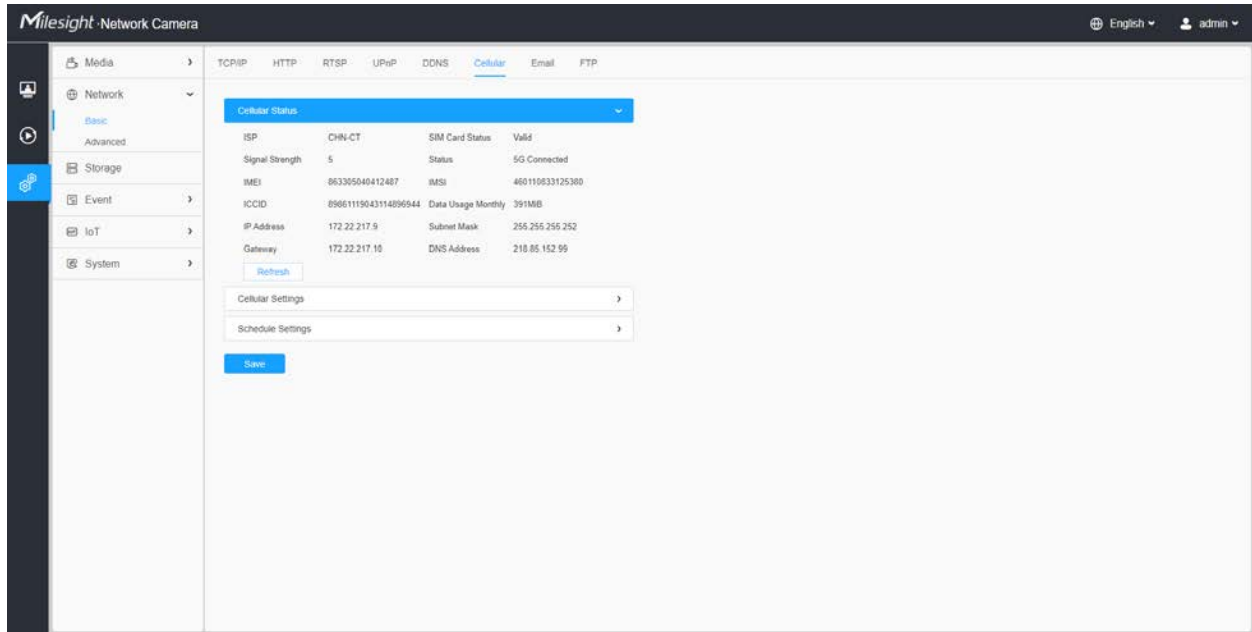 Milesight·Network Camera
English
admin
Media
Network
Basic
Advanced
Storage
Event
IoT
System
TCP/IP HTTP RTSP UPnP DDNS Cellular Email FTP
Cellular Status
ISP CHN-CT SIM Card Status Valid
Signal Strength 5 Status 5G Connected
IMEI 863305040412487 IMSI 460110833125380
ICCID 89861119043114896944 Data Usage Monthly 391MiB
IP Address 172.22.217.9 Subnet Mask 255.255.255.252
Gateway 172.22.217.10 DNS Address 218.85.152.99
Refresh
Cellular Settings
Schedule Settings
Save